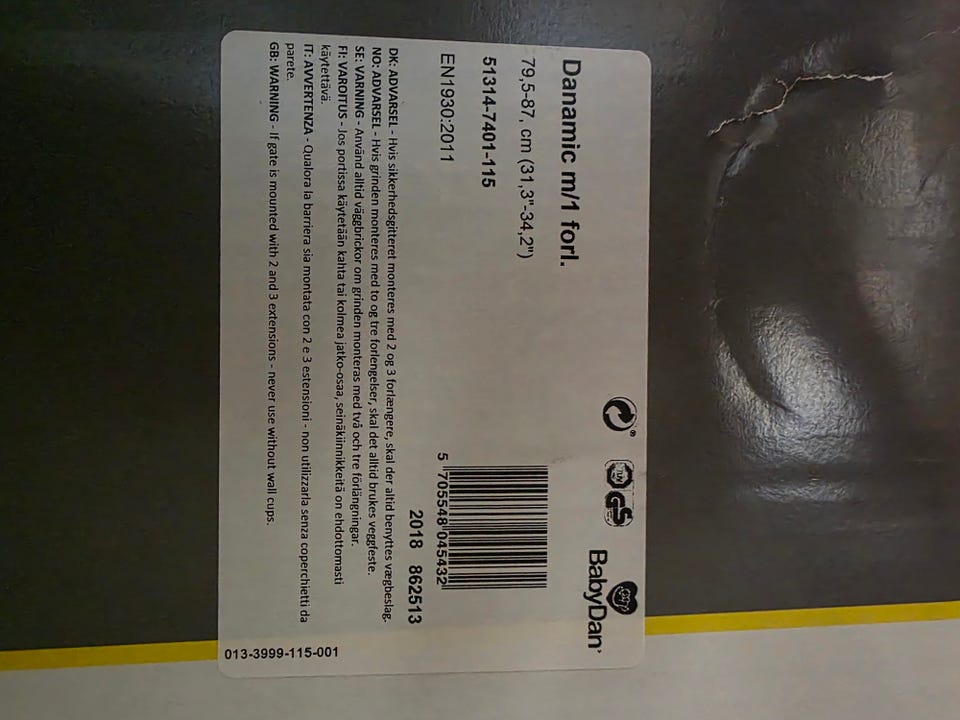 Danamic m/1 forl.
79,5-87, cm (31,3"-34,2")
51314-7401-115
EN1930:2011
TÜV
GS
BabyDan
5 705548 045432
2018 862513
DK: ADVARSEL - Hvis sikkerhedsgitteret monteres med 2 og 3 forlængere, skal der altid benyttes vægbeslag.
NO: ADVARSEL - Hvis grinden monteres med to og tre forlengelser, skal det alltid brukes veggfeste.
SE: VARNING - Använd alltid väggbrickor om grinden monteras med två och tre förlängningar.
FI: VAROITUS - Jos portissa käytetään kahta tai kolmea jatko-osaa, seinäkiinnikkeitä on ehdottomasti
käytettävä.
IT: AVVERTENZA - Qualora la barriera sia montata con 2 e 3 estensioni - non utilizzarla senza coperchietti da
parete.
GB: WARNING - If gate is mounted with 2 and 3 extensions - never use without wall cups.
013-3999-115-001